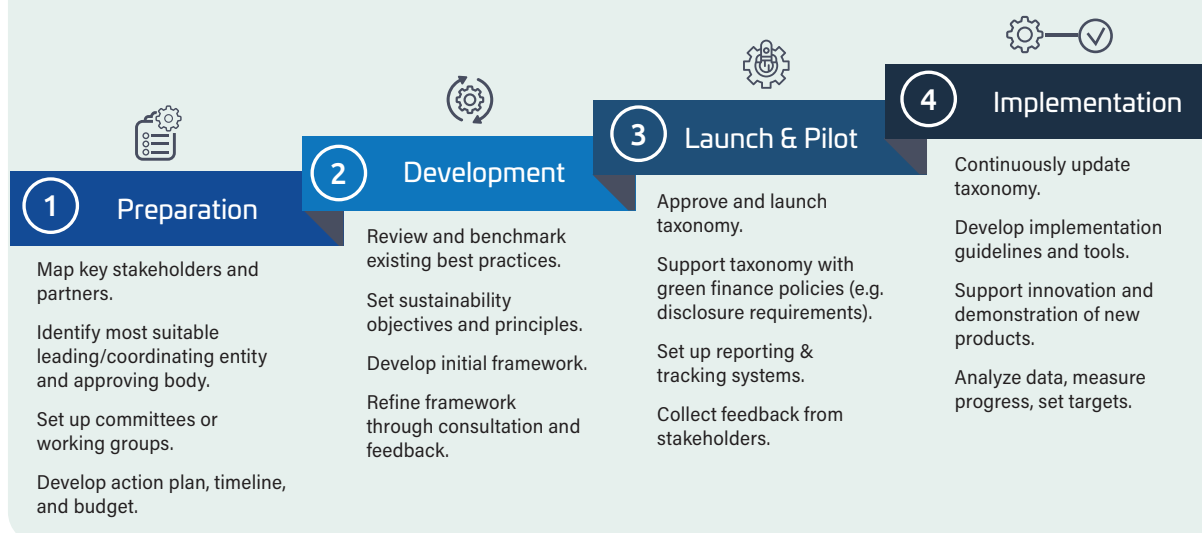 1
Preparation
Map key stakeholders and
partners.
Identify most suitable
leading/coordinating entity
and approving body.
Set up committees or
working groups.
Develop action plan, timeline,
and budget.
2
Development
Review and benchmark
existing best practices.
Set sustainability
objectives and principles.
Develop initial framework.
Refine framework
through consultation and
feedback.
3
Launch & Pilot
Approve and launch
taxonomy.
Support taxonomy with
green finance policies (e.g.
disclosure requirements).
Set up reporting &
tracking systems.
Collect feedback from
stakeholders.
4
Implementation
Continuously update
taxonomy.
Develop implementation
guidelines and tools.
Support innovation and
demonstration of new
products.
Analyze data, measure
progress, set targets.